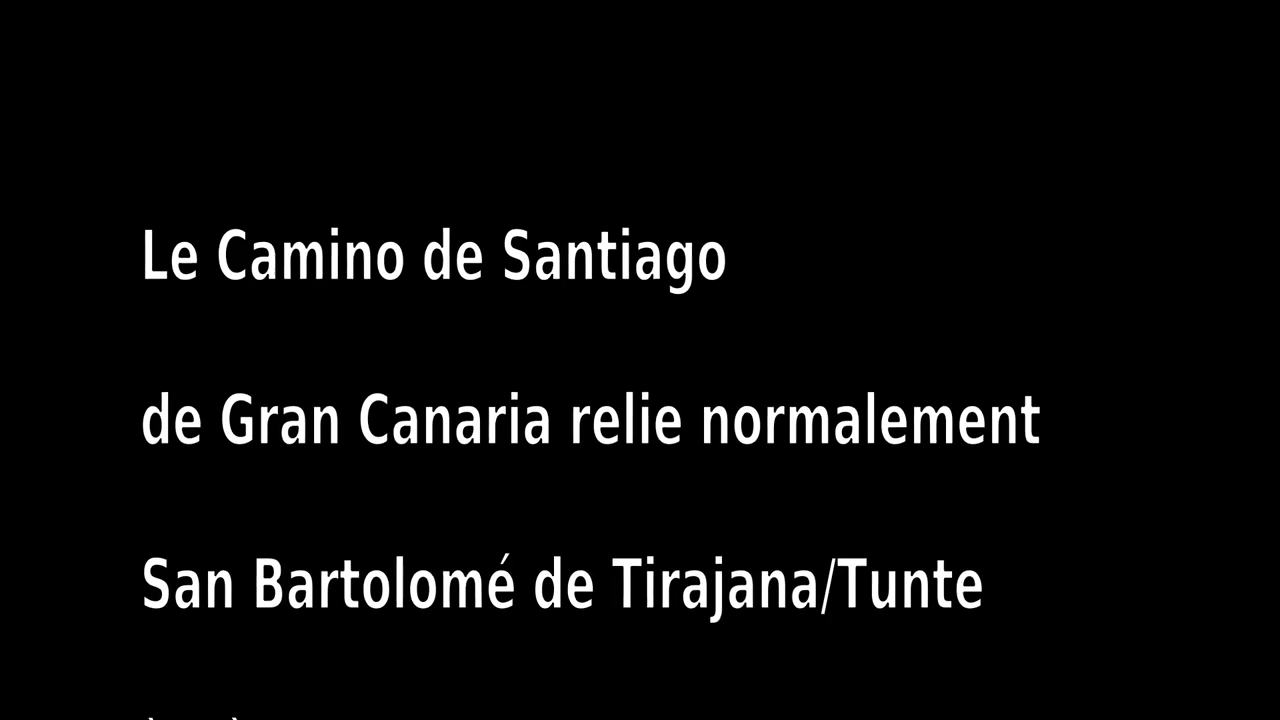 Le Camino de Santiago
de Gran Canaria relie normalement
San Bartolomé de Tirajana/Tunte